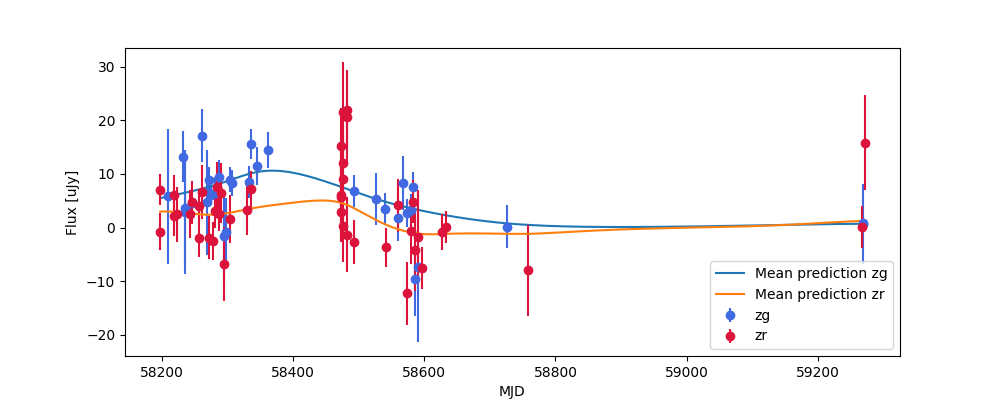 30
20
10
0
−10
−20
Flux [uJy]
58200 58400 58600 58800 59000 59200
MJD
Mean prediction zg
Mean prediction zr
zg
zr